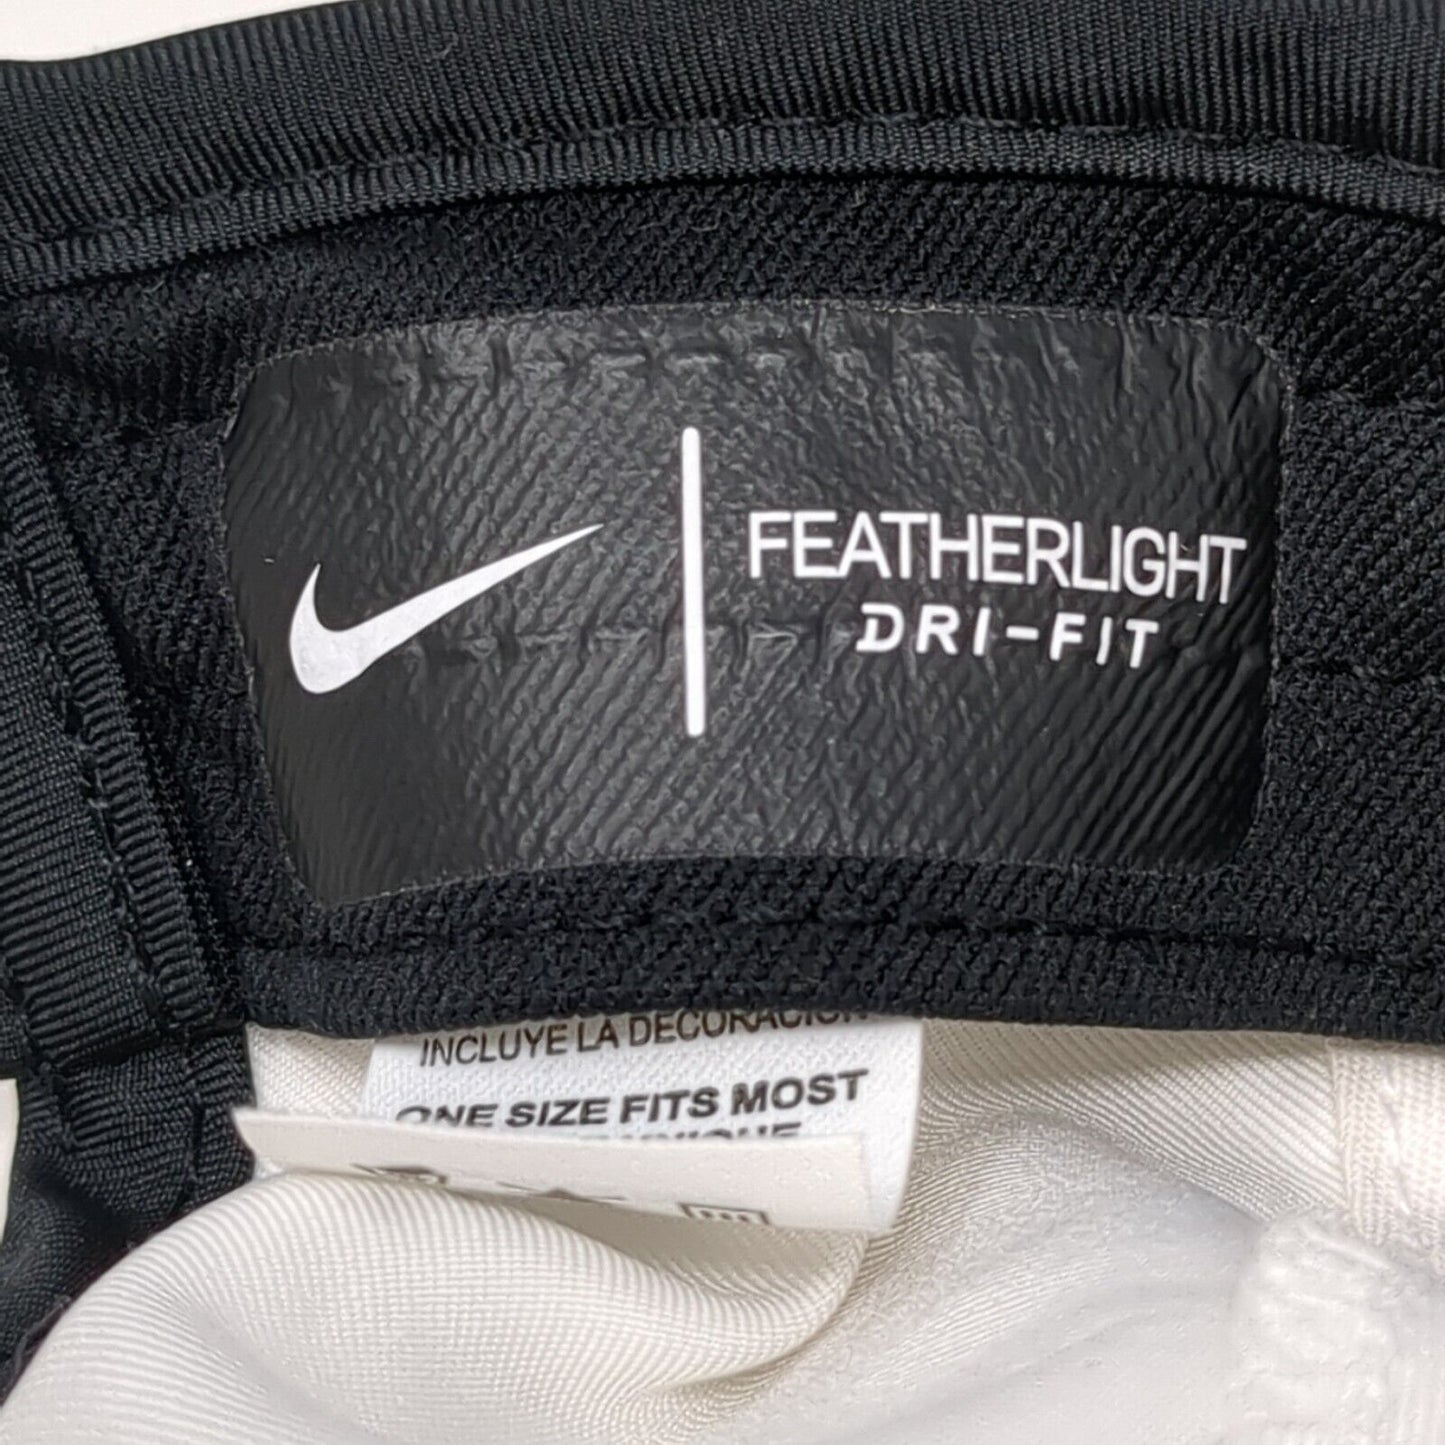 FEATHERLIGHT
DRI-FIT
INCLUYE LA DECORACIÓN
ONE SIZE FITS MOST